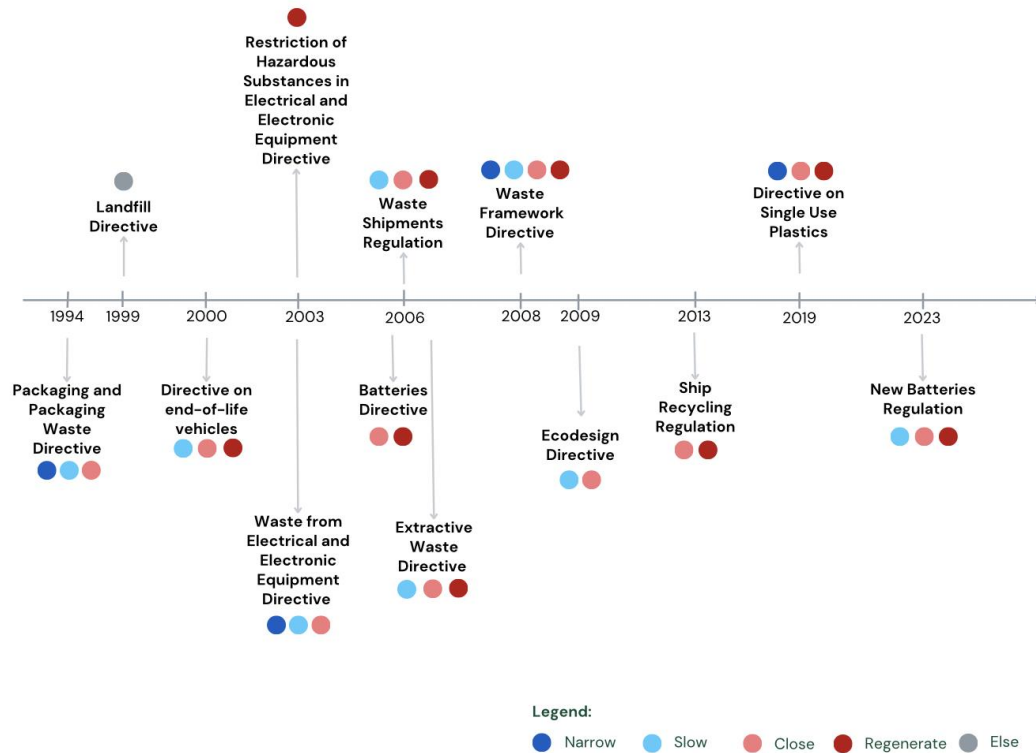 Restriction of
Hazardous
Substances in
Electrical and
Electronic
Equipment
Directive
Landfill
Directive
Waste
Shipments
Regulation
Waste
Framework
Directive
Directive on
Single Use
Plastics
1994
1999
2000
2003
2006
2008
2009
2013
2019
2023
Packaging and
Packaging
Waste
Directive
Directive on
end-of-life
vehicles
Waste from
Electrical and
Electronic
Equipment
Directive
Batteries
Directive
Extractive
Waste
Directive
Ecodesign
Directive
Ship
Recycling
Regulation
New Batteries
Regulation
Legend:
Narrow
Slow
Close
Regenerate
Else